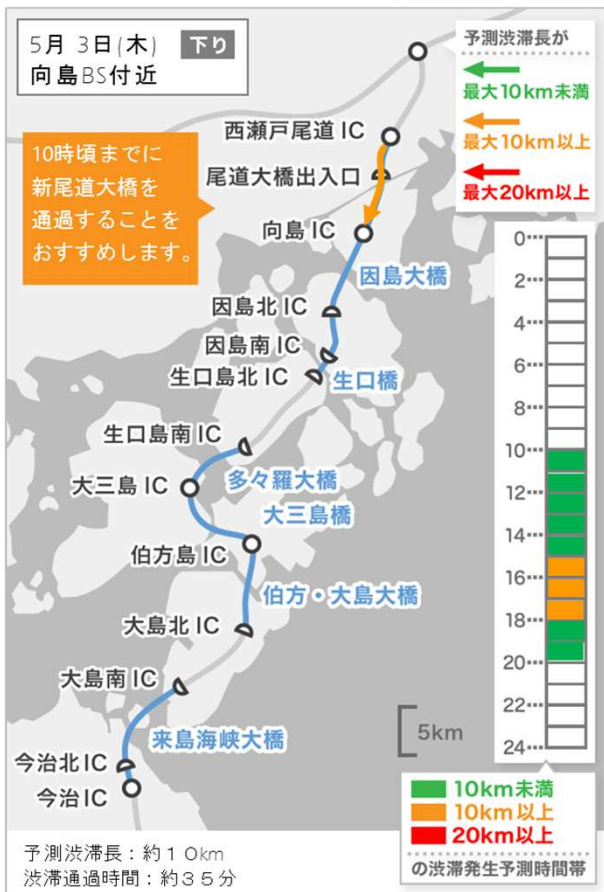 5月 3日(木) 下り
向島BS付近
予測渋滞長が
最大10km未満
最大10km以上
最大20km以上
10時頃までに
新尾道大橋を
通過することを
おすすめします。
西瀬戸尾道 IC
尾道大橋出入口
向島 IC
因島大橋
因島北 IC
因島南 IC
生口島北 IC
生口橋
生口島南 IC
大三島 IC
多々羅大橋
大三島橋
伯方島 IC
伯方・大島大橋
大島北 IC
大島南 IC
来島海峡大橋
今治北 IC
今治 IC
5km
0
2
4
6
8
10
12
14
16
18
20
22
24
10km未満
10km以上
20km以上
の渋滞発生予測時間帯
予測渋滞長：約１０km
渋滞通過時間：約３５分